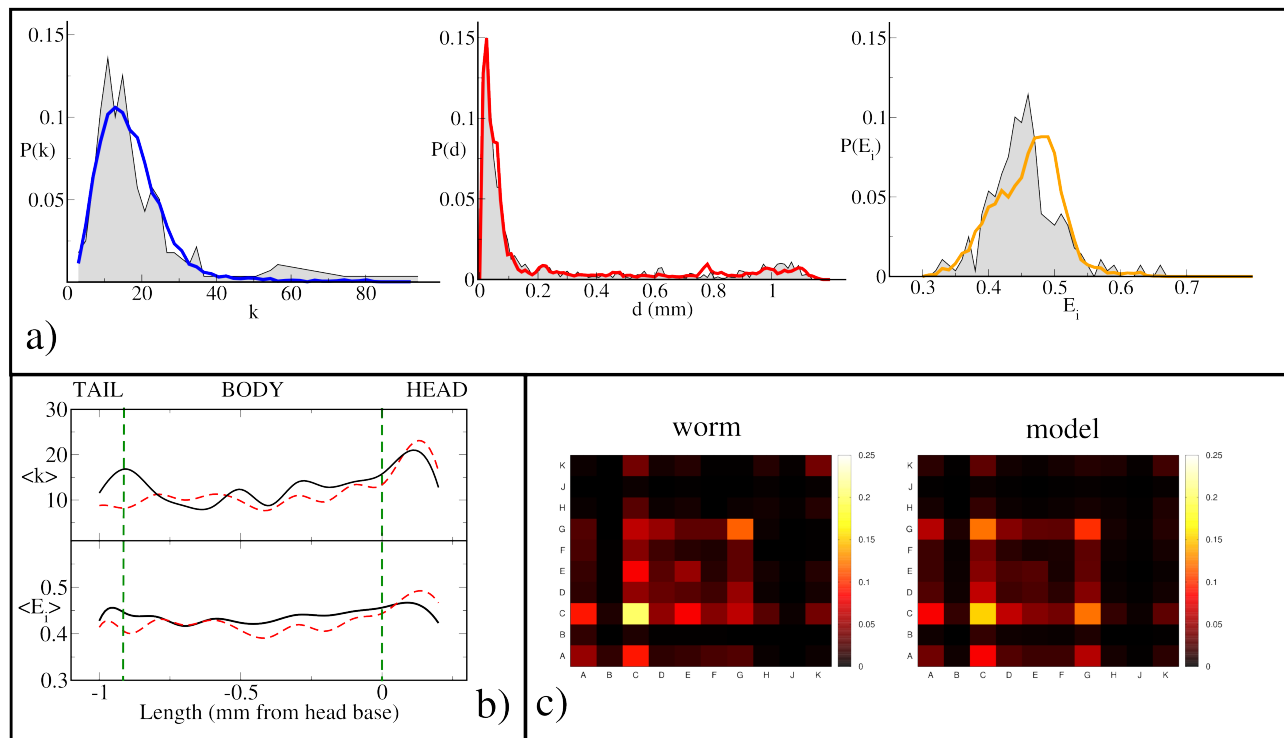 0.15
0.1
P(k)
0.05
0
0 20 40 60 80
k
0.15
0.1
P(d)
0.05
0
0 0.2 0.4 0.6 0.8 1
d (mm)
0.15
0.1
P(E_i)
0.05
0
0.3 0.4 0.5 0.6 0.7
E_i
a)
TAIL BODY HEAD
30
20
<k>
10
0.5
<E_i>
0.4
0.3
-1 -0.5 0
Length (mm from head base)
b)
worm
K
J
H
G
F
E
D
C
B
A
A B C D E F G H J K
0.25
0.2
0.15
0.1
0.05
0
model
K
J
H
G
F
E
D
C
B
A
A B C D E F G H J K
0.25
0.2
0.15
0.1
0.05
0
c)